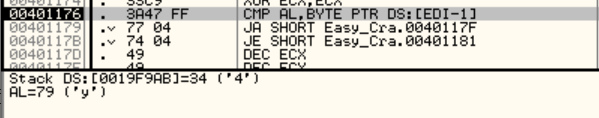 00401174 . 33C9 XOR ECX,ECX
00401176 . 3A47 FF CMP AL,BYTE PTR DS:[EDI-1]
00401179 .v 77 04 JA SHORT Easy_Cra.0040117F
0040117B .v 74 04 JE SHORT Easy_Cra.00401181
0040117D . 49 DEC ECX
49 DEC ECX
Stack DS:[0019F9AB]=34 ('4')
AL=79 ('y')